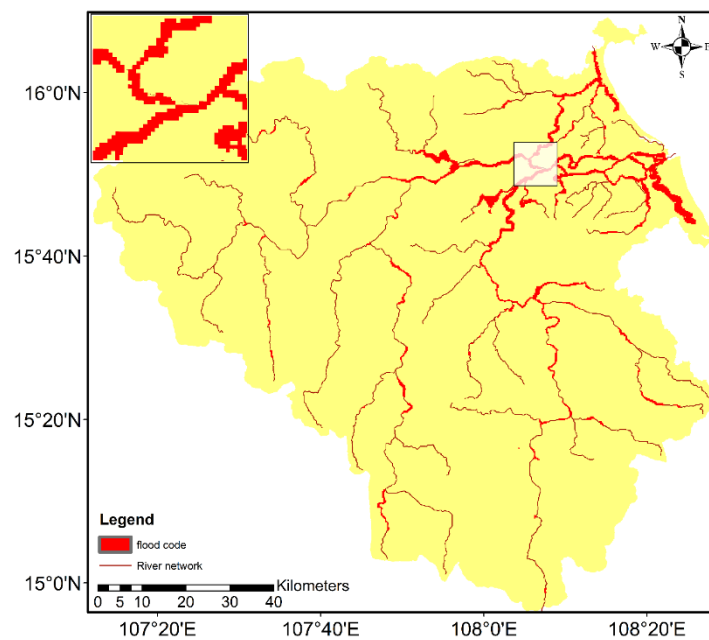 N
W E
S
16°0'N
15°40'N
15°20'N
15°0'N
Legend
flood code
River network
Kilometers
0 5 10 20 30 40
107°20'E
107°40'E
108°0'E
108°20'E